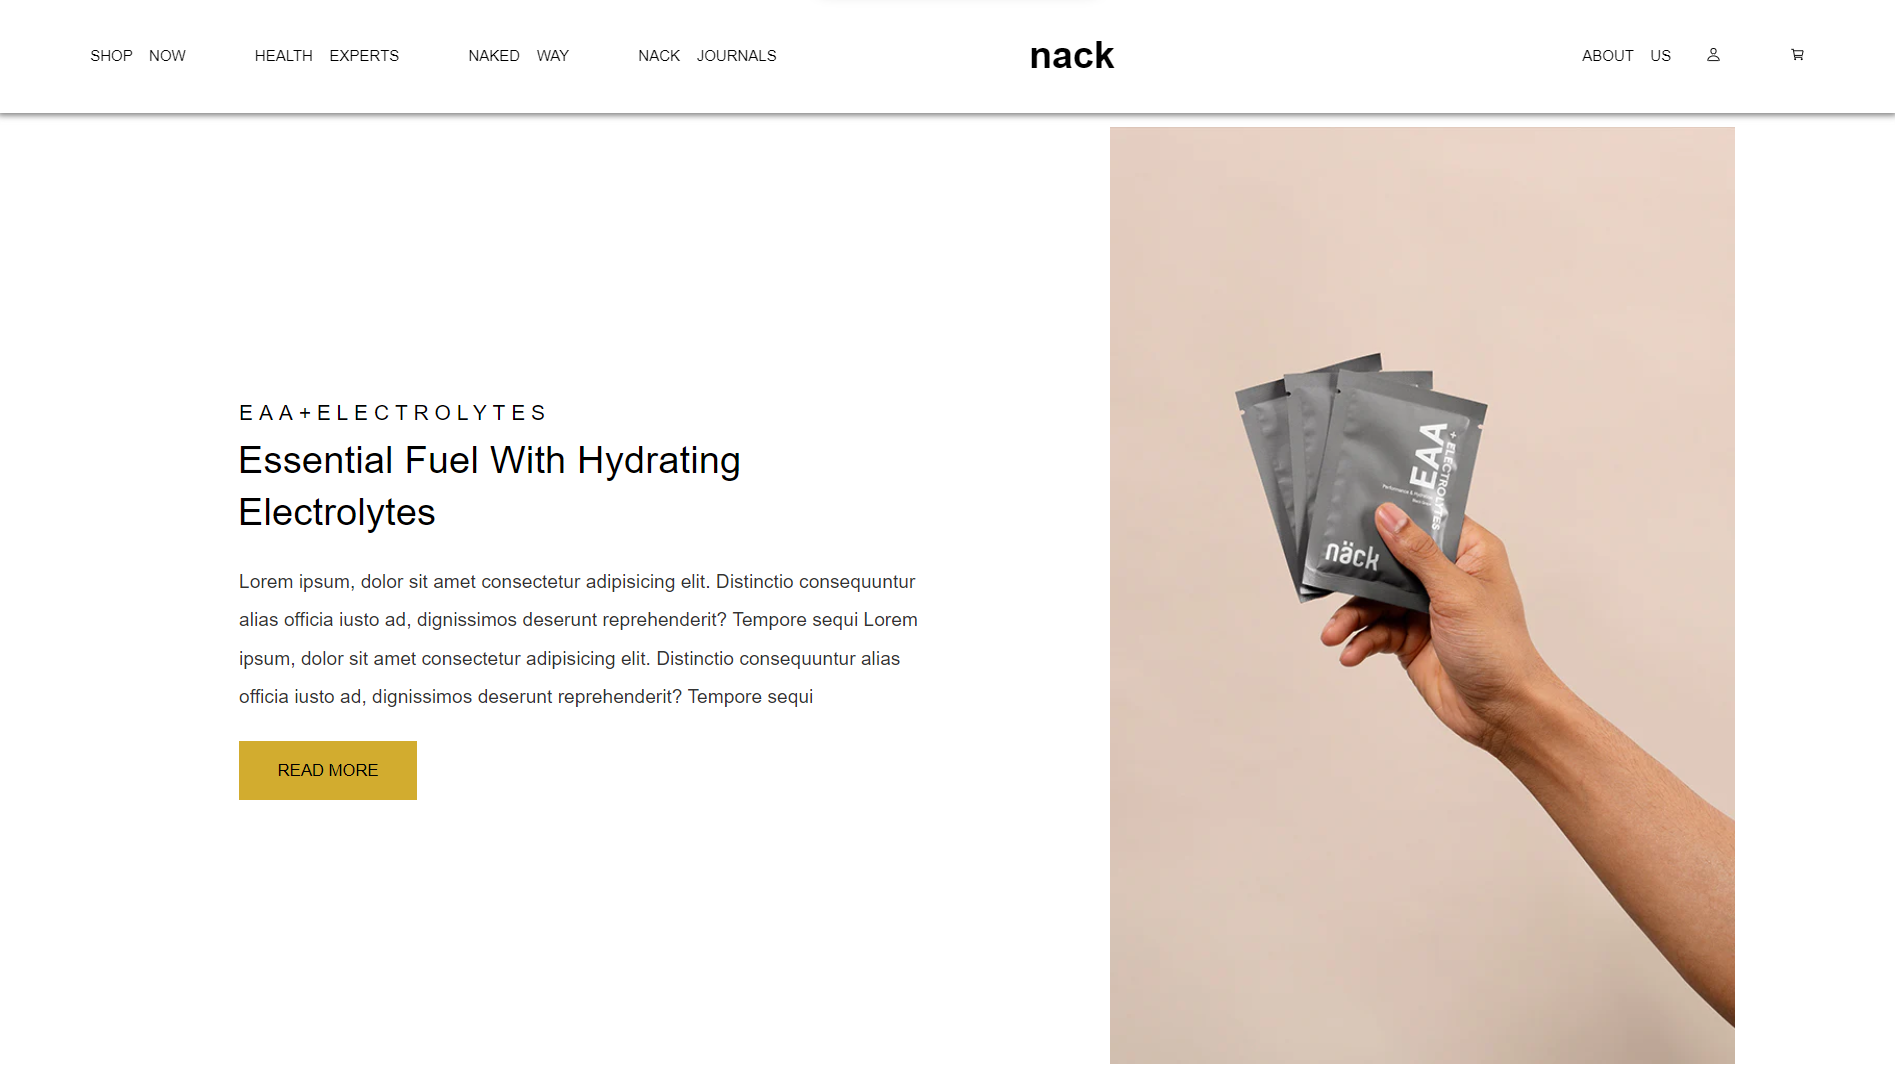 SHOP NOW HEALTH EXPERTS NAKED WAY NACK JOURNALS nack ABOUT US
EAA+ELECTROLYTES
Essential Fuel With Hydrating
Electrolytes
Lorem ipsum, dolor sit amet consectetur adipisicing elit. Distinctio consequuntur
alias officia iusto ad, dignissimos deserunt reprehenderit? Tempore sequi Lorem
ipsum, dolor sit amet consectetur adipisicing elit. Distinctio consequuntur alias
officia iusto ad, dignissimos deserunt reprehenderit? Tempore sequi
READ MORE
EAA
+ ELECTROLYTES
Performance & Hydration
näck